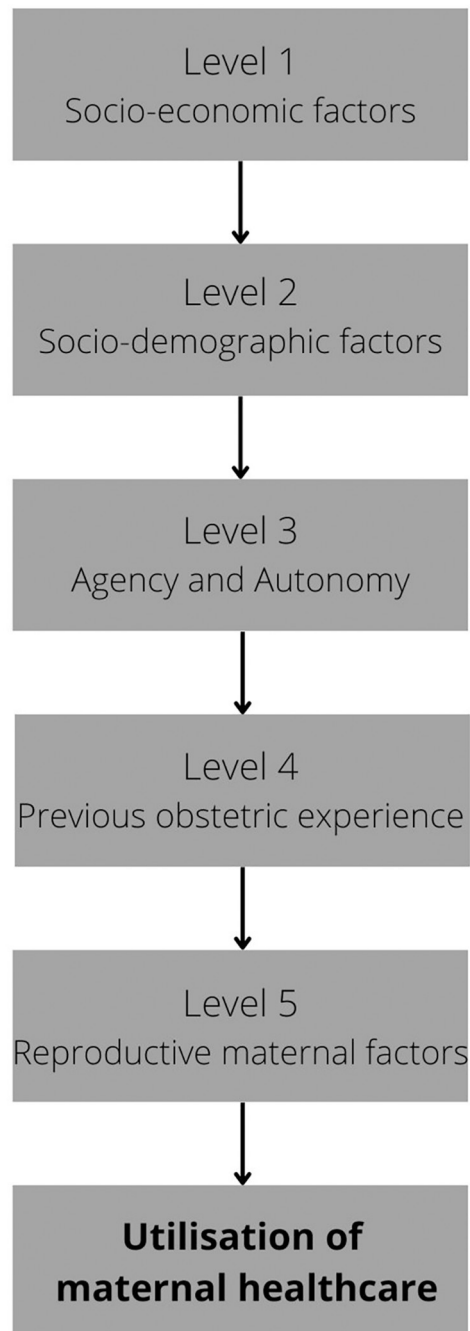 Level 1
Socio-economic factors
Level 2
Socio-demographic factors
Level 3
Agency and Autonomy
Level 4
Previous obstetric experience
Level 5
Reproductive maternal factors
Utilisation of
maternal healthcare